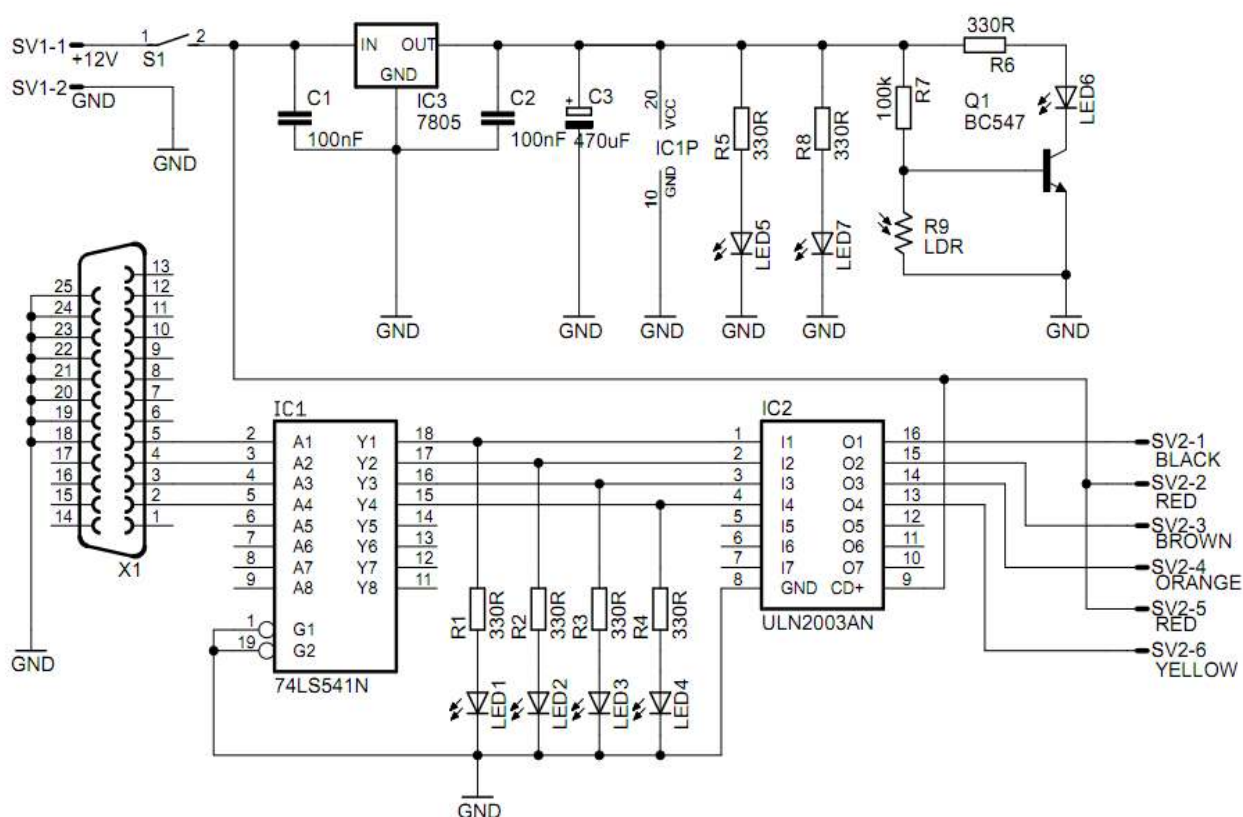 SV1-1
+12V
1
2
S1
SV1-2
GND
GND
C1
100nF
IN
OUT
GND
IC3
7805
C2
100nF
C3
+
470uF
GND
20
VCC
IC1P
GND
10
GND
GND
R5
330R
LED5
GND
R8
330R
LED7
GND
100k
R7
330R
R6
Q1
BC547
LED6
R9
LDR
GND
13
25
12
24
11
23
10
22
9
21
8
20
7
19
6
18
5
17
4
16
3
15
2
14
1
X1
GND
IC1
2 A1 Y1 18
3 A2 Y2 17
4 A3 Y3 16
5 A4 Y4 15
6 A5 Y5 14
7 A6 Y6 13
8 A7 Y7 12
9 A8 Y8 11
1 G1
19 G2
74LS541N
R1
330R
R2
330R
R3
330R
R4
330R
LED1
LED2
LED3
LED4
GND
IC2
1 I1 O1 16
2 I2 O2 15
3 I3 O3 14
4 I4 O4 13
5 I5 O5 12
6 I6 O6 11
7 I7 O7 10
8 GND CD+ 9
ULN2003AN
SV2-1
BLACK
SV2-2
RED
SV2-3
BROWN
SV2-4
ORANGE
SV2-5
RED
SV2-6
YELLOW